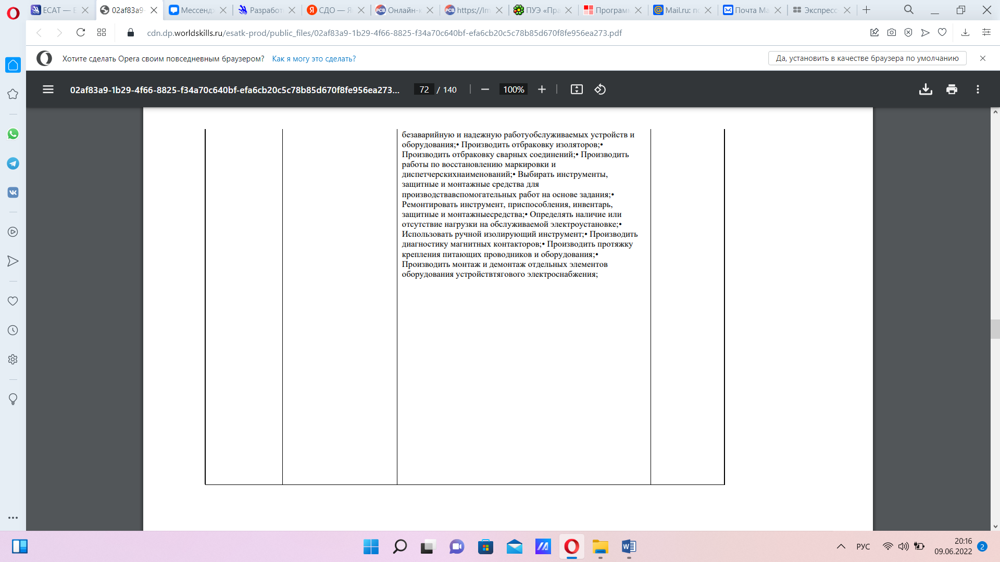 ЕСАТ — Е
02af83a9-
Мессендж
Разработ
СДО — Я
Онлайн-к
https://lm
ПУЭ «Пра
Програм
Mail.ru: по
Почта Ma
Экспресс-
cdn.dp.worldskills.ru/esatk-prod/public_files/02af83a9-1b29-4f66-8825-f34a70c640bf-efa6cb20c5c78b85d670f8fe956ea273.pdf
Хотите сделать Opera своим повседневным браузером? Как я могу это сделать?
Да, установить в качестве браузера по умолчанию
02af83a9-1b29-4f66-8825-f34a70c640bf-efa6cb20c5c78b85d670f8fe956ea273...
72 / 140
100%
безаварийную и надежную работуобслуживаемых устройств и
оборудования;• Производить отбраковку изоляторов;•
Производить отбраковку сварных соединений;• Производить
работы по восстановлению маркировки и
диспетчерскихнаименований;• Выбирать инструменты,
защитные и монтажные средства для
производствавспомогательных работ на основе задания;•
Ремонтировать инструмент, приспособления, инвентарь,
защитные и монтажныесредства;• Определять наличие или
отсутствие нагрузки на обслуживаемой электроустановке;•
Использовать ручной изолирующий инструмент;• Производить
диагностику магнитных контакторов;• Производить протяжку
крепления питающих проводников и оборудования;•
Производить монтаж и демонтаж отдельных элементов
оборудования устройствтягового электроснабжения;
РУС
20:16
09.06.2022
2